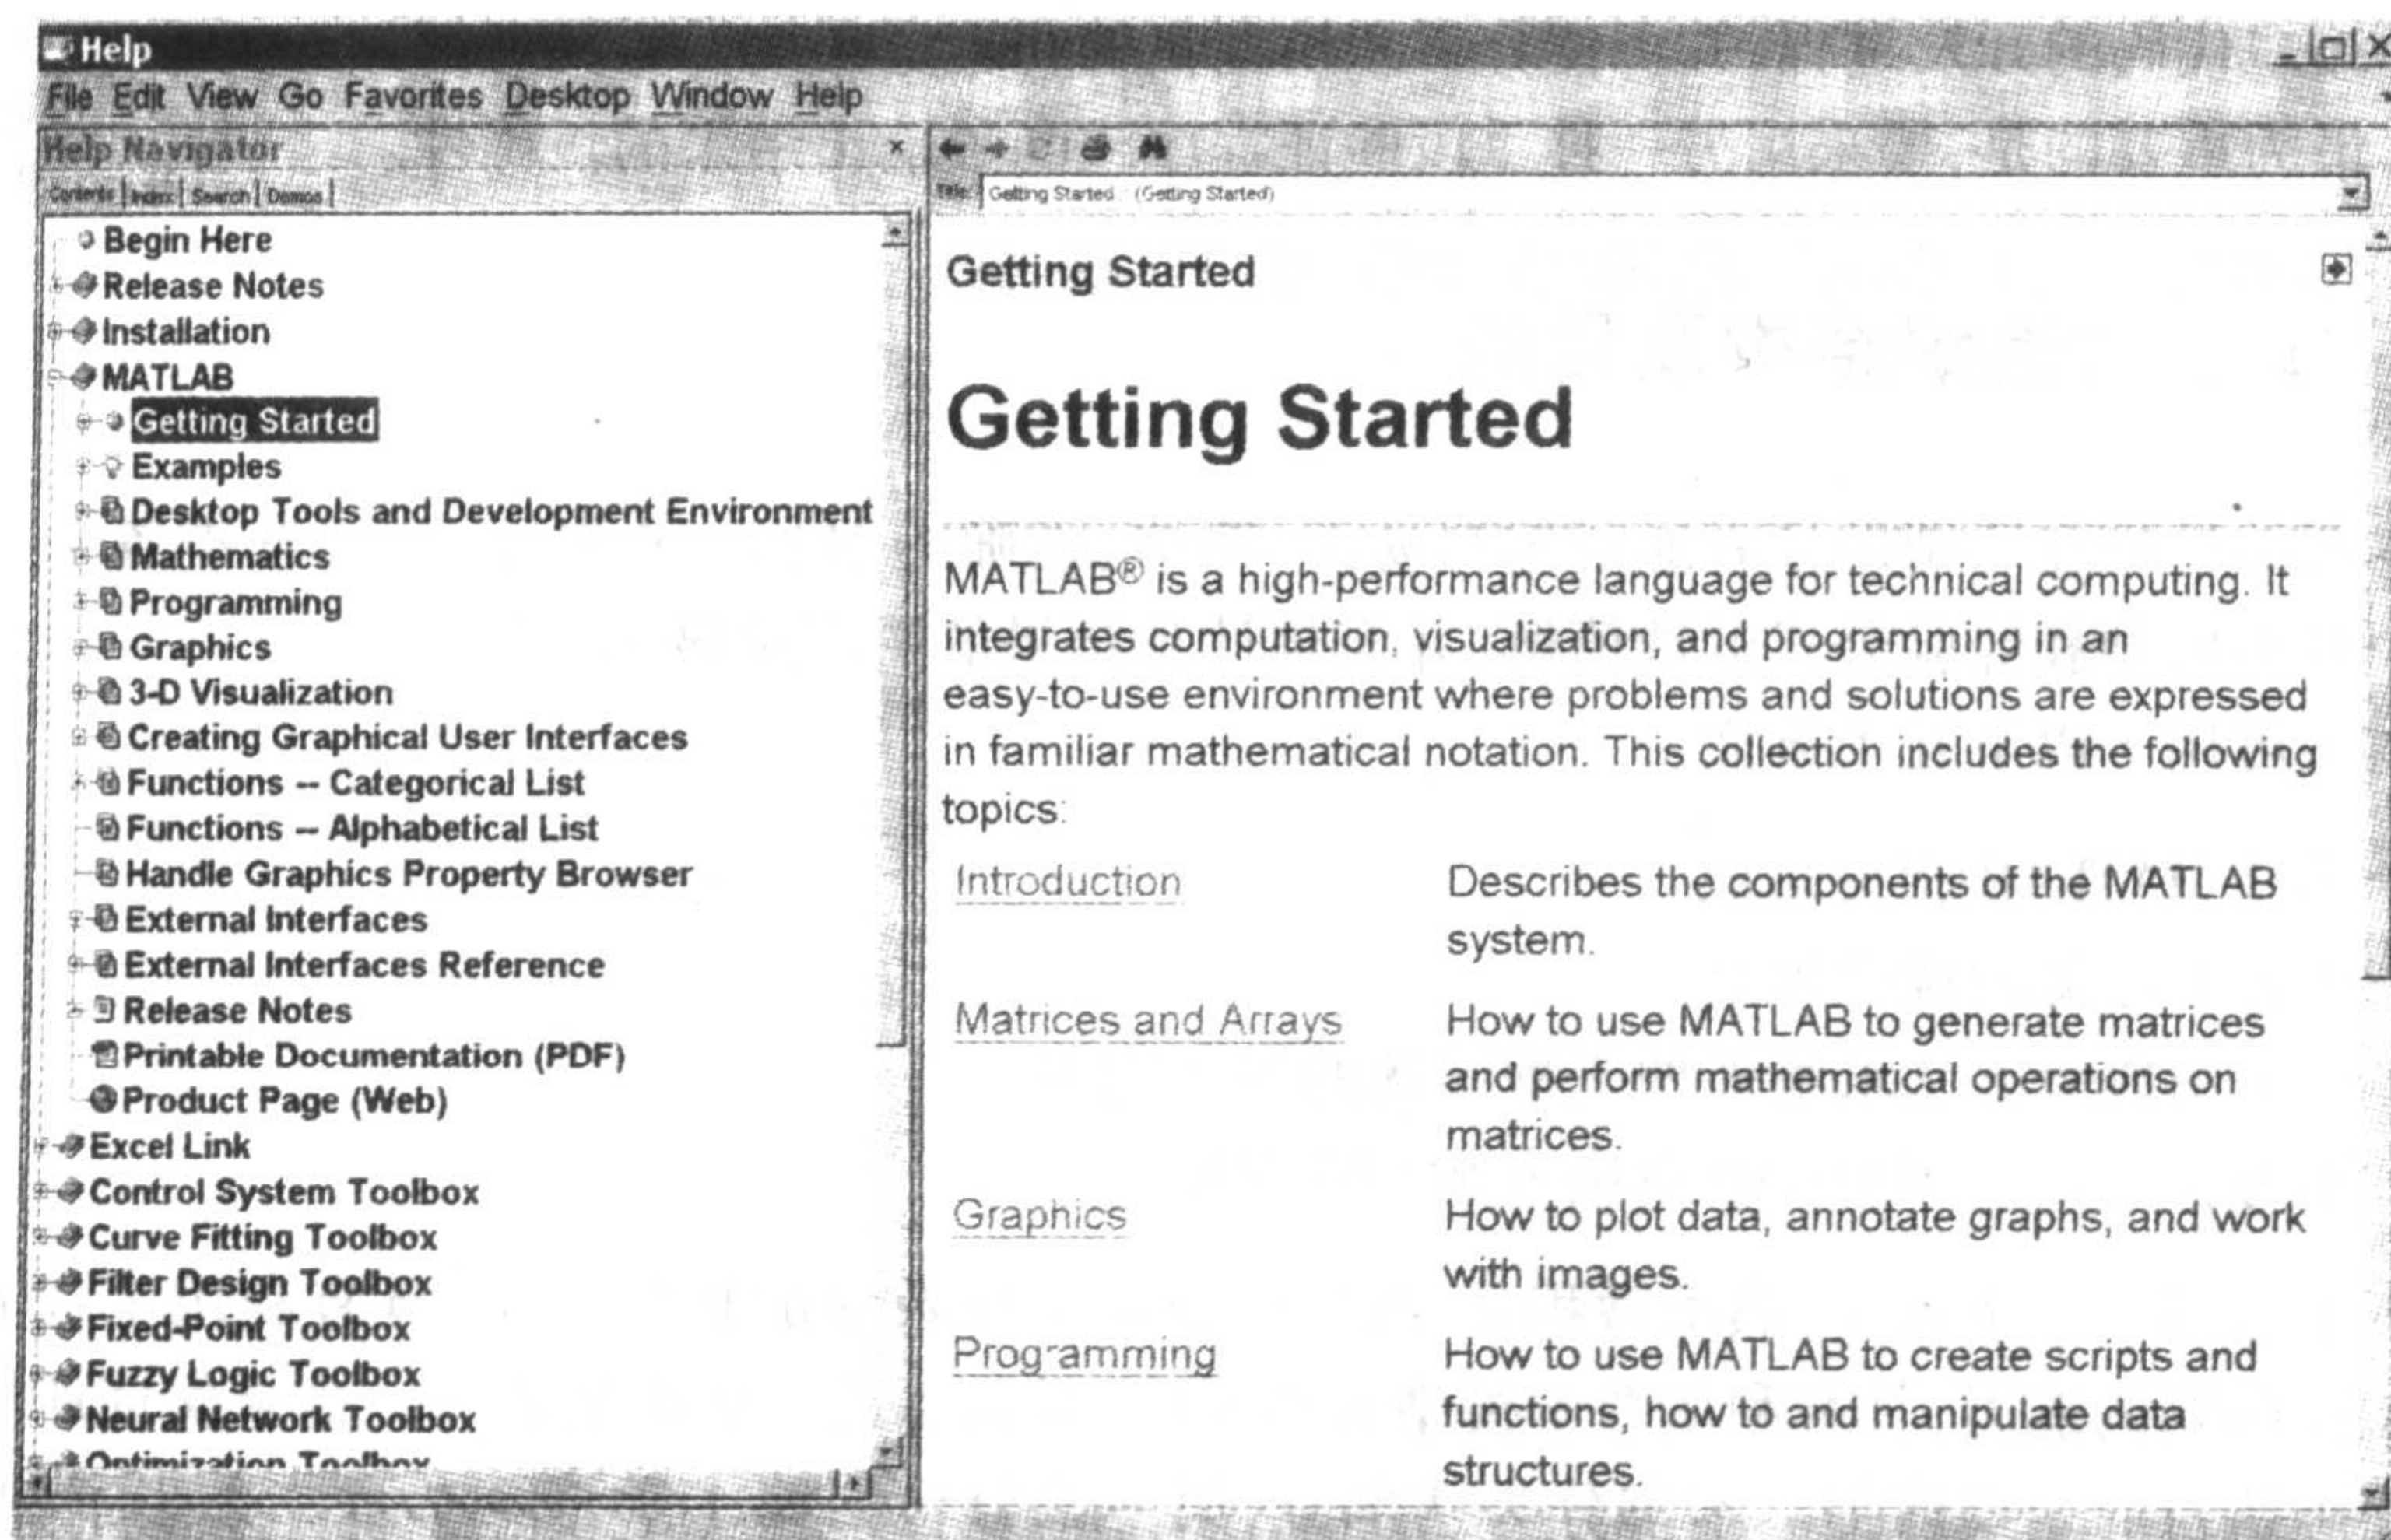 Help
File Edit View Go Favorites Desktop Window Help
Help Navigator
Contents Index Search Demos
Begin Here
Release Notes
Installation
MATLAB
Getting Started
Examples
Desktop Tools and Development Environment
Mathematics
Programming
Graphics
3-D Visualization
Creating Graphical User Interfaces
Functions -- Categorical List
Functions -- Alphabetical List
Handle Graphics Property Browser
External Interfaces
External Interfaces Reference
Release Notes
Printable Documentation (PDF)
Product Page (Web)
Excel Link
Control System Toolbox
Curve Fitting Toolbox
Filter Design Toolbox
Fixed-Point Toolbox
Fuzzy Logic Toolbox
Neural Network Toolbox
Optimization Toolbox
Title: Getting Started : (Getting Started)
Getting Started
Getting Started
MATLAB® is a high-performance language for technical computing. It
integrates computation, visualization, and programming in an
easy-to-use environment where problems and solutions are expressed
in familiar mathematical notation. This collection includes the following
topics:
Introduction Describes the components of the MATLAB
system.
Matrices and Arrays How to use MATLAB to generate matrices
and perform mathematical operations on
matrices.
Graphics How to plot data, annotate graphs, and work
with images.
Programming How to use MATLAB to create scripts and
functions, how to and manipulate data
structures.